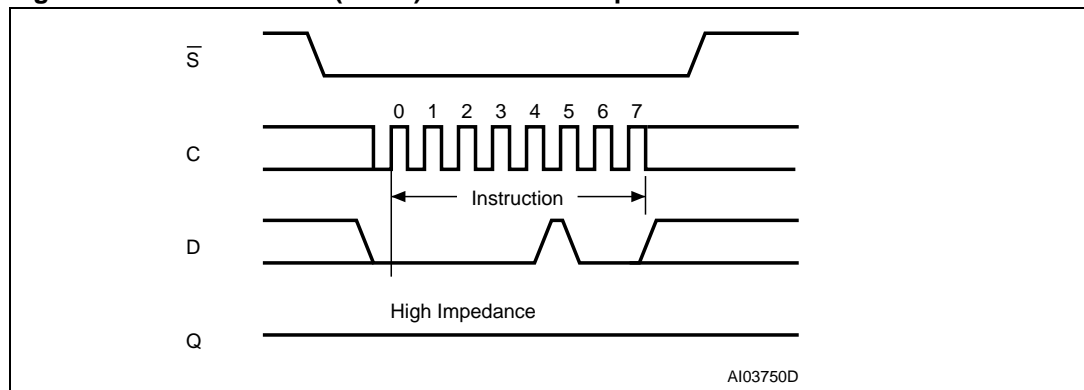 S̅
0 1 2 3 4 5 6 7
C
Instruction
D
High Impedance
Q
AI03750D